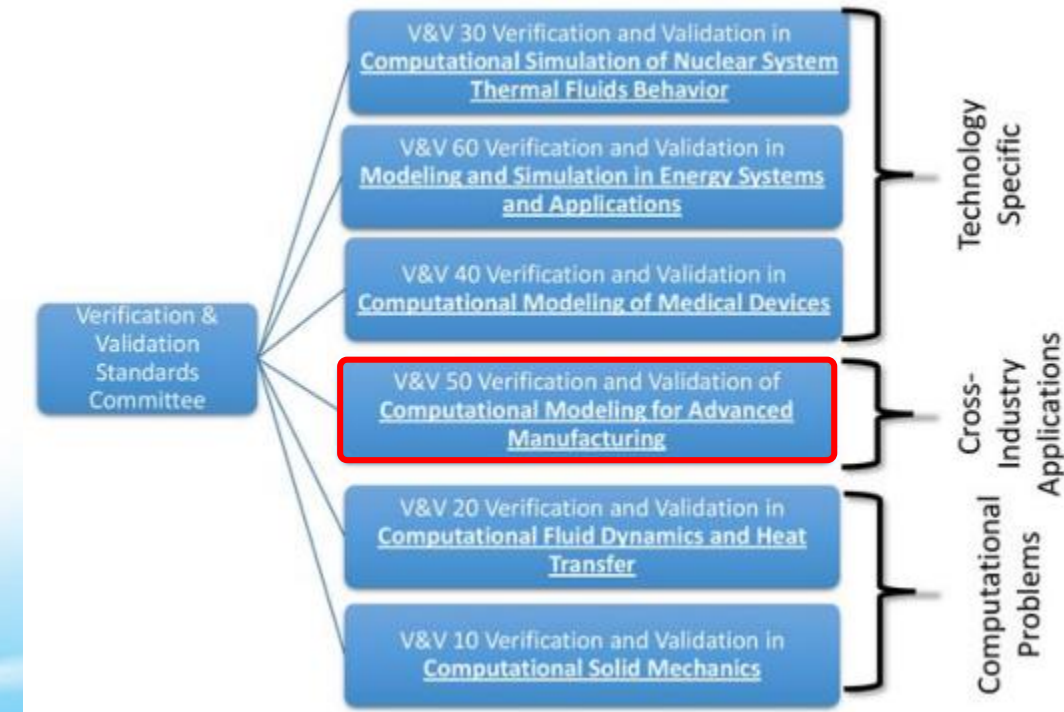 V&V 30 Verification and Validation in
Computational Simulation of Nuclear System
Thermal Fluids Behavior
V&V 60 Verification and Validation in
Modeling and Simulation in Energy Systems
and Applications
V&V 40 Verification and Validation in
Computational Modeling of Medical Devices
Technology
Specific
Verification &
Validation
Standards
Committee
V&V 50 Verification and Validation of
Computational Modeling for Advanced
Manufacturing
Cross-
Industry
Applications
V&V 20 Verification and Validation in
Computational Fluid Dynamics and Heat
Transfer
V&V 10 Verification and Validation in
Computational Solid Mechanics
Computational
Problems